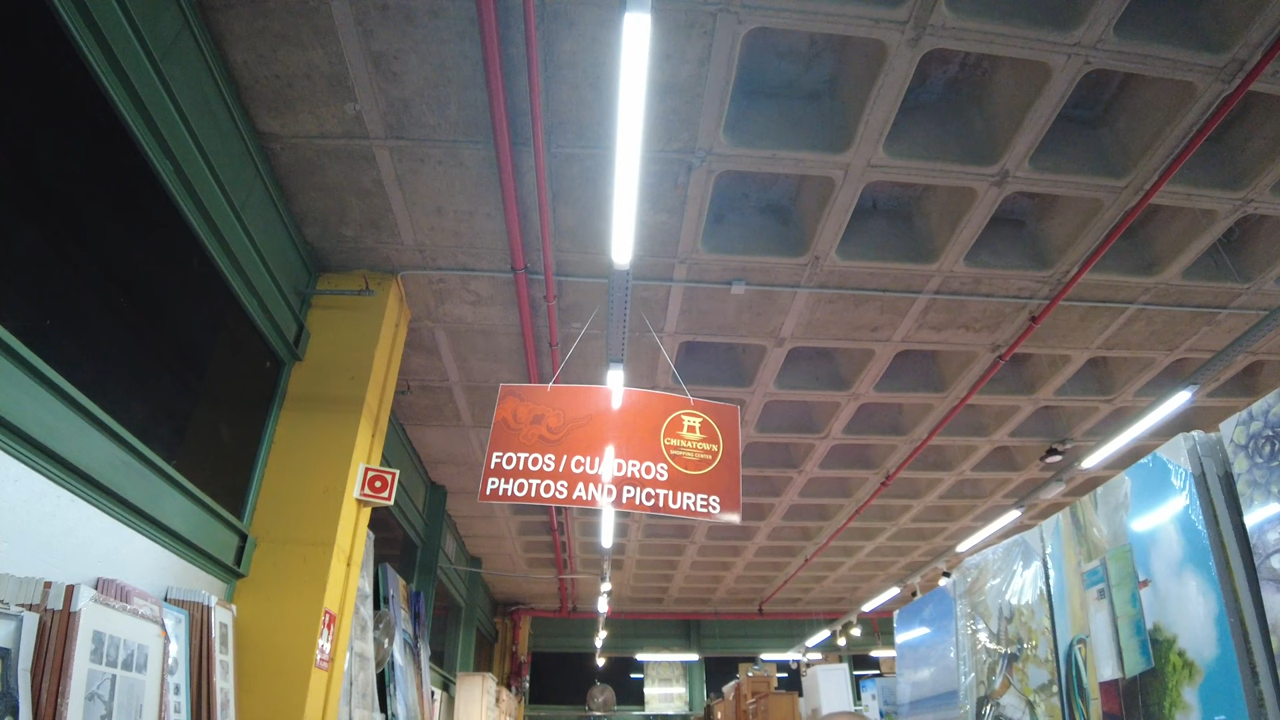 CHINATOWN
SHOPPING CENTER
FOTOS / CUADROS
PHOTOS AND PICTURES